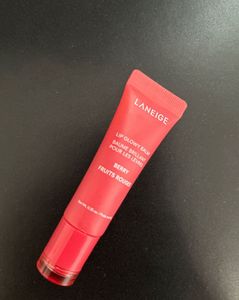 LANEIGE
LIP GLOWY BALM
BAUME BRILLANT
POUR LES LÈVRES
BERRY
FRUITS ROUGES